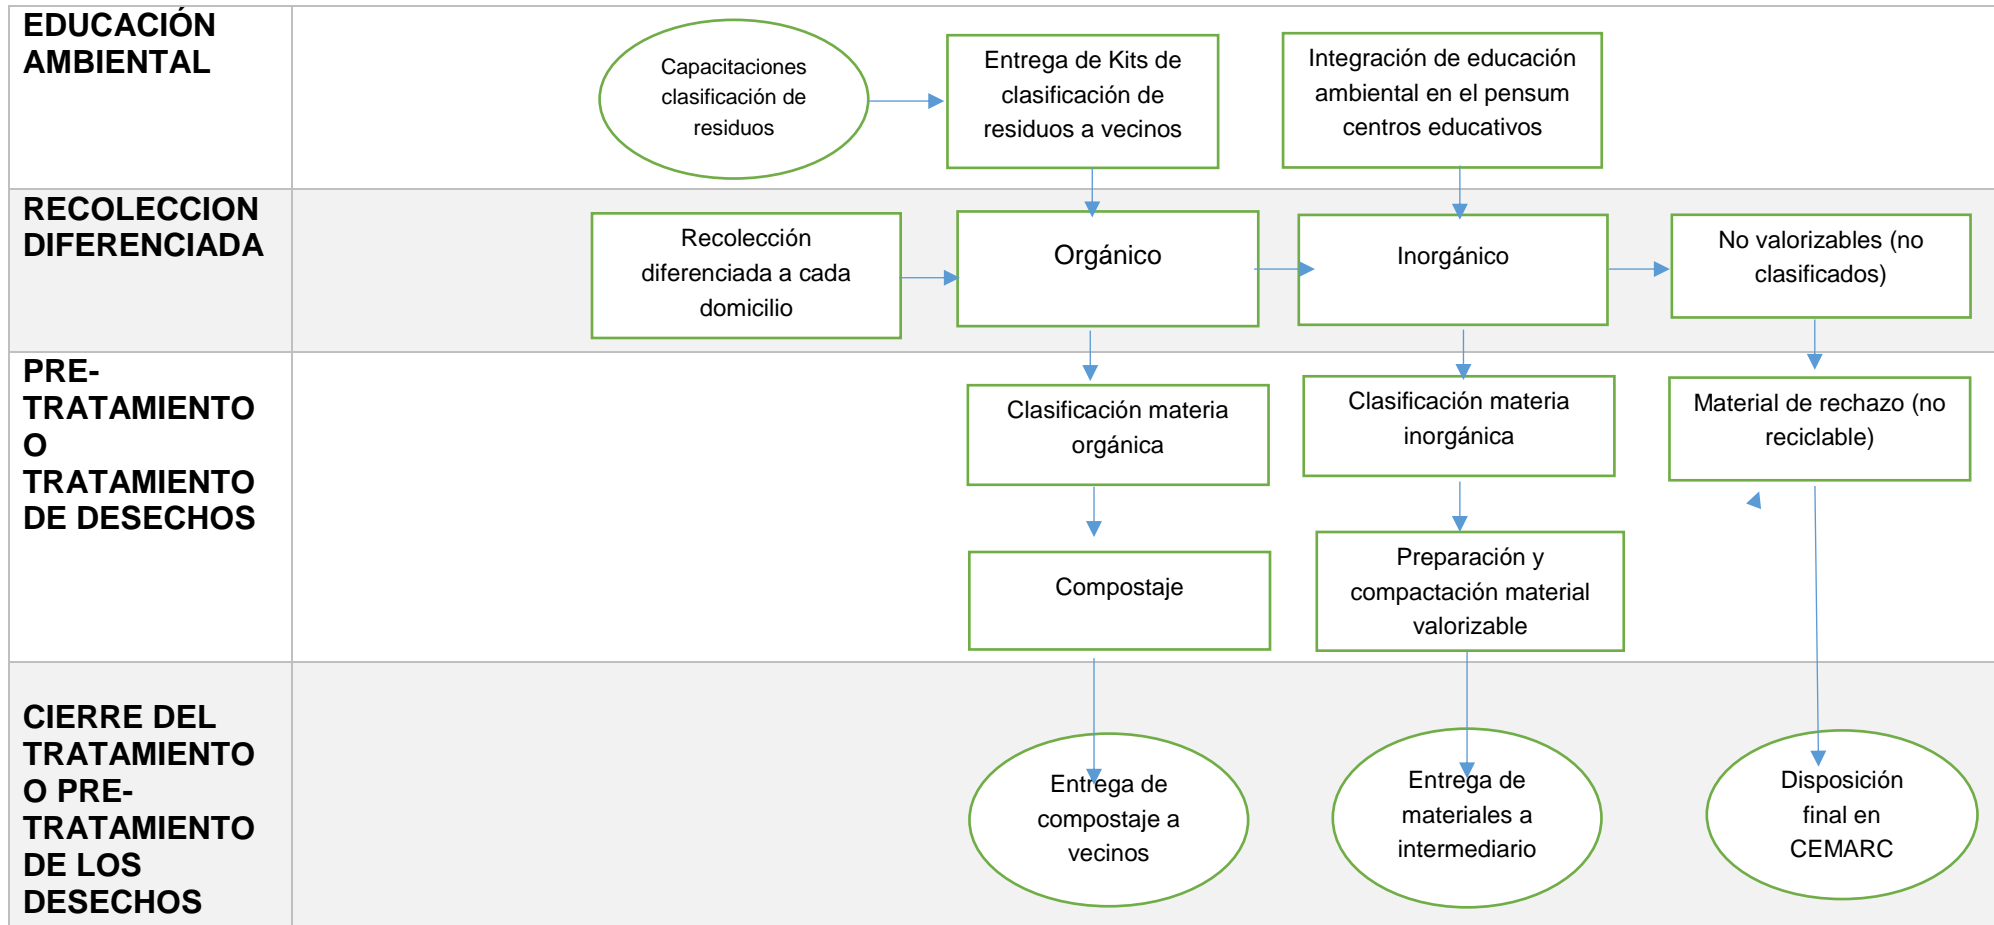 EDUCACIÓN
AMBIENTAL
Capacitaciones
clasificación de
residuos
Entrega de Kits de
clasificación de
residuos a vecinos
Integración de educación
ambiental en el pensum
centros educativos
RECOLECCION
DIFERENCIADA
Recolección
diferenciada a cada
domicilio
Orgánico
Inorgánico
No valorizables (no
clasificados)
PRE-
TRATAMIENTO
O
TRATAMIENTO
DE DESECHOS
Clasificación materia
orgánica
Clasificación materia
inorgánica
Material de rechazo (no
reciclable)
Compostaje
Preparación y
compactación material
valorizable
CIERRE DEL
TRATAMIENTO
O PRE-
TRATAMIENTO
DE LOS
DESECHOS
Entrega de
compostaje a
vecinos
Entrega de
materiales a
intermediario
Disposición
final en
CEMARC